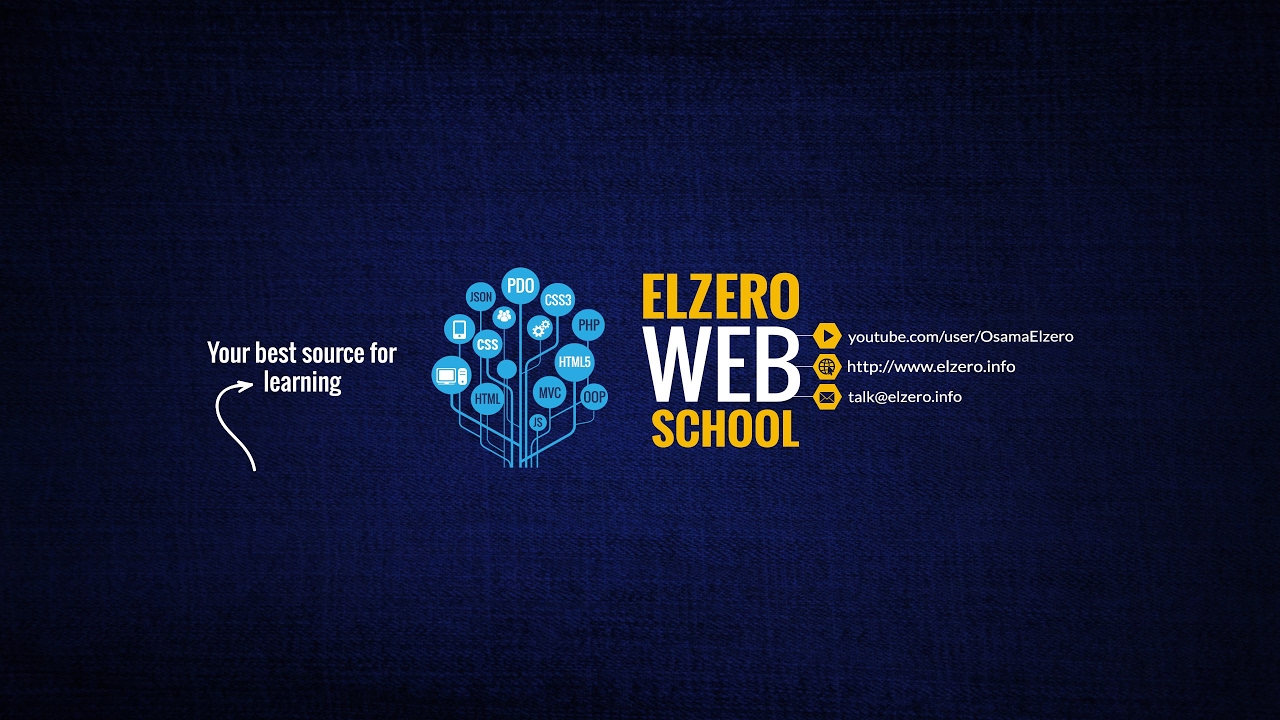 Your best source for
learning
JSON
PDO
CSS3
PHP
CSS
HTML5
HTML
MVC
OOP
JS
ELZERO
WEB
SCHOOL
youtube.com/user/OsamaElzero
http://www.elzero.info
talk@elzero.info